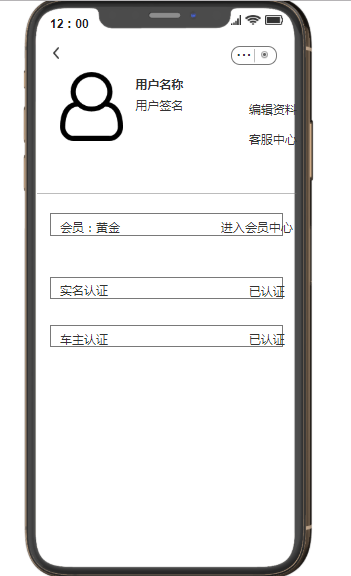 12：00
用户名称
用户签名
编辑资料
客服中心
会员：黄金 进入会员中心
实名认证 已认证
车主认证 已认证